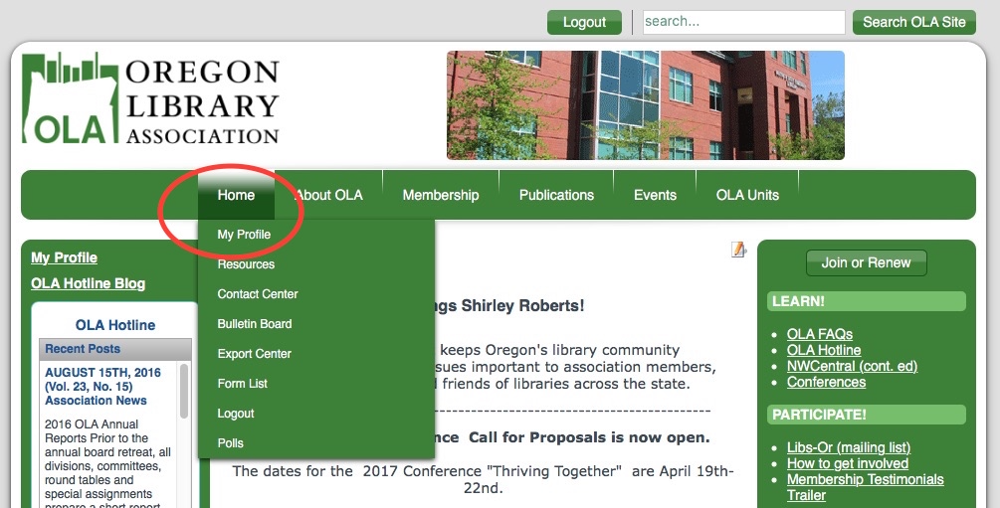 Logout
search...
Search OLA Site
OREGON
LIBRARY
ASSOCIATION
OLA
Home
About OLA
Membership
Publications
Events
OLA Units
My Profile
Resources
Contact Center
Bulletin Board
Export Center
Form List
Logout
Polls
My Profile
OLA Hotline Blog
OLA Hotline
Recent Posts
AUGUST 15TH, 2016
(Vol. 23, No. 15)
Association News
2016 OLA Annual
Reports Prior to the
annual board retreat, all
divisions, committees,
round tables and
special assignments
prepare a short report
ngs Shirley Roberts!
keeps Oregon's library community
sues important to association members,
d friends of libraries across the state.
--------------------------------------------------
nce Call for Proposals is now open.
The dates for the 2017 Conference "Thriving Together" are April 19th-
22nd.
Join or Renew
LEARN!
OLA FAQs
OLA Hotline
NWCentral (cont. ed)
Conferences
PARTICIPATE!
Libs-Or (mailing list)
How to get involved
Membership Testimonials
Trailer